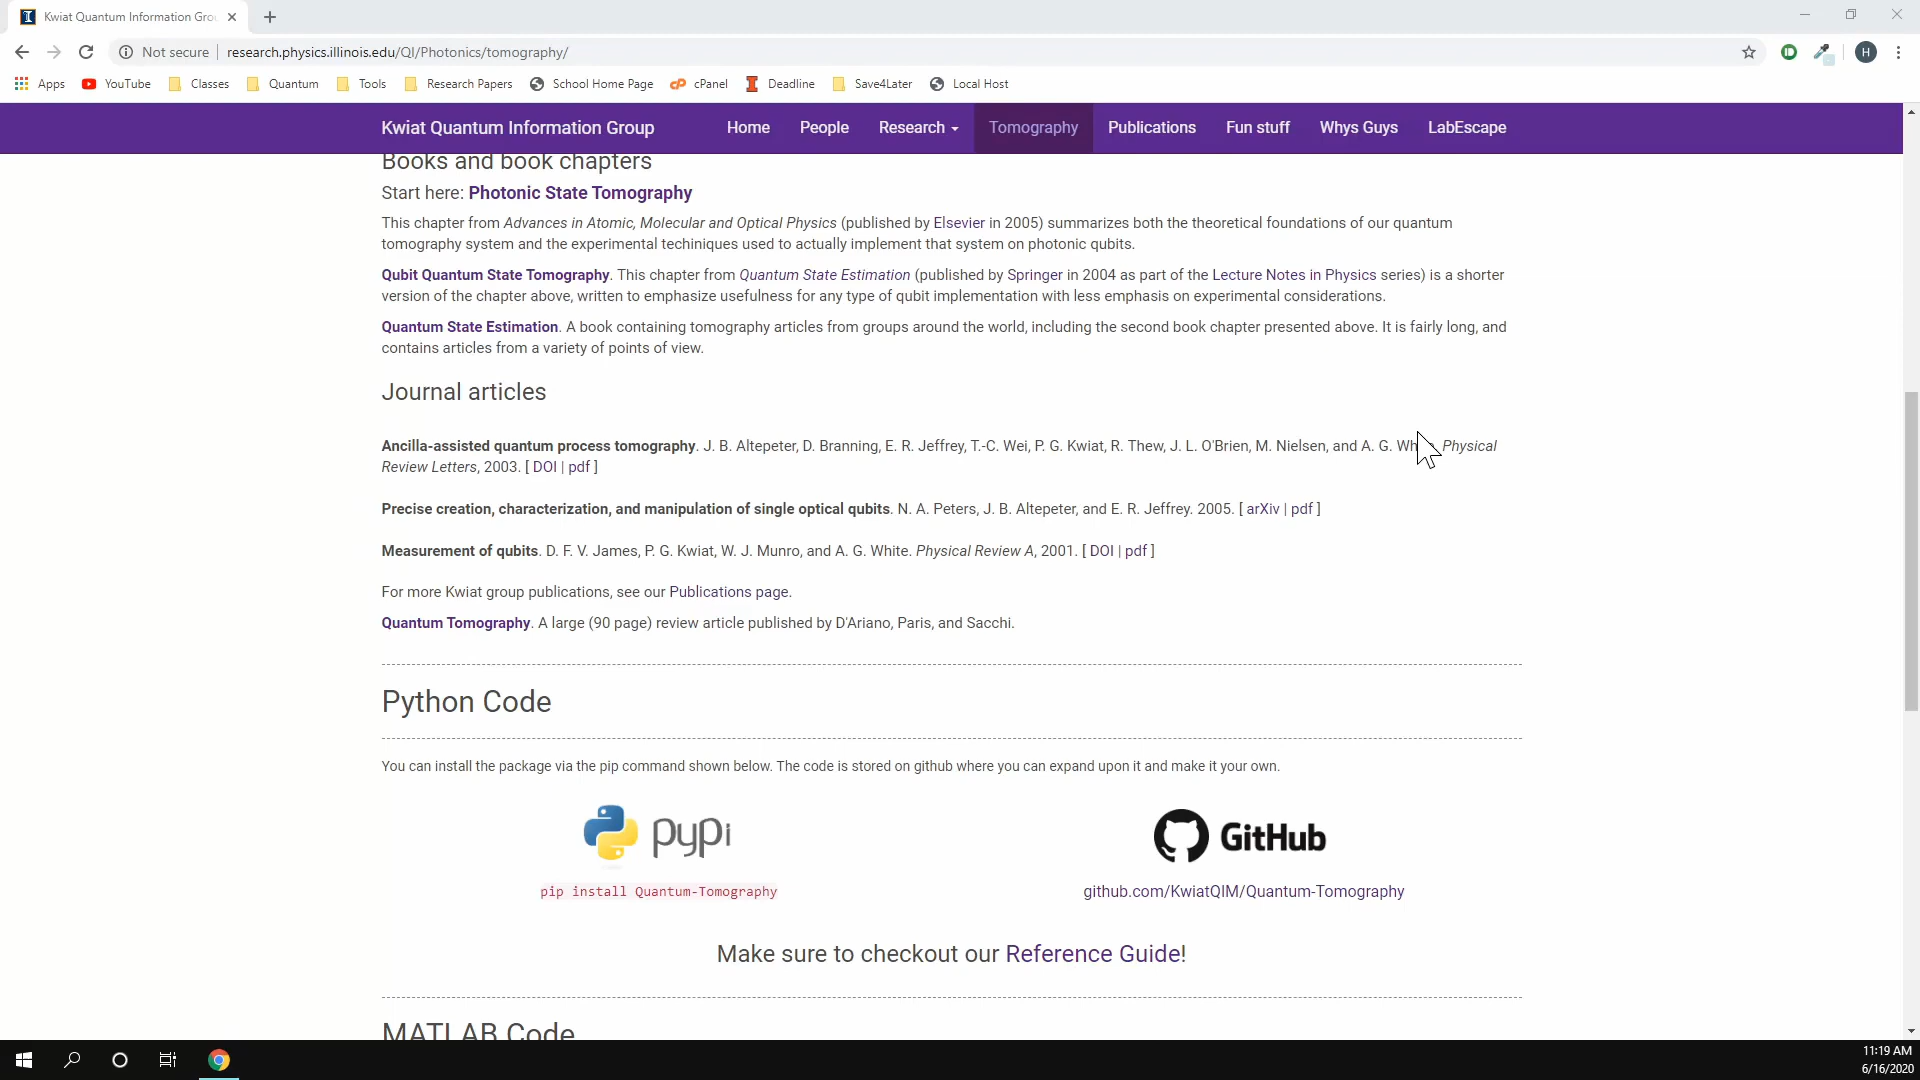 Kwiat Quantum Information Gro
Not secure
research.physics.illinois.edu/QI/Photonics/tomography/
H
Apps
YouTube
Classes
Quantum
Tools
Research Papers
School Home Page
cPanel
Deadline
Save4Later
Local Host
Kwiat Quantum Information Group
Home
People
Research
Tomography
Publications
Fun stuff
Whys Guys
LabEscape
Books and book chapters
Start here: Photonic State Tomography
This chapter from Advances in Atomic, Molecular and Optical Physics (published by Elsevier in 2005) summarizes both the theoretical foundations of our quantum
tomography system and the experimental techiniques used to actually implement that system on photonic qubits.
Qubit Quantum State Tomography. This chapter from Quantum State Estimation (published by Springer in 2004 as part of the Lecture Notes in Physics series) is a shorter
version of the chapter above, written to emphasize usefulness for any type of qubit implementation with less emphasis on experimental considerations.
Quantum State Estimation. A book containing tomography articles from groups around the world, including the second book chapter presented above. It is fairly long, and
contains articles from a variety of points of view.
Journal articles
Ancilla-assisted quantum process tomography. J. B. Altepeter, D. Branning, E. R. Jeffrey, T.-C. Wei, P. G. Kwiat, R. Thew, J. L. O'Brien, M. Nielsen, and A. G. Physical
Review Letters, 2003. [ DOI | pdf ]
Precise creation, characterization, and manipulation of single optical qubits. N. A. Peters, J. B. Altepeter, and E. R. Jeffrey. 2005. [ arXiv | pdf ]
Measurement of qubits. D. F. V. James, P. G. Kwiat, W. J. Munro, and A. G. White. Physical Review A, 2001. [ DOI | pdf ]
For more Kwiat group publications, see our Publications page.
Quantum Tomography. A large (90 page) review article published by D'Ariano, Paris, and Sacchi.
Python Code
You can install the package via the pip command shown below. The code is stored on github where you can expand upon it and make it your own.
pypi
GitHub
pip install Quantum-Tomography
github.com/KwiatQIM/Quantum-Tomography
Make sure to checkout our Reference Guide!
MATLAB Code
11:19 AM
6/16/2020